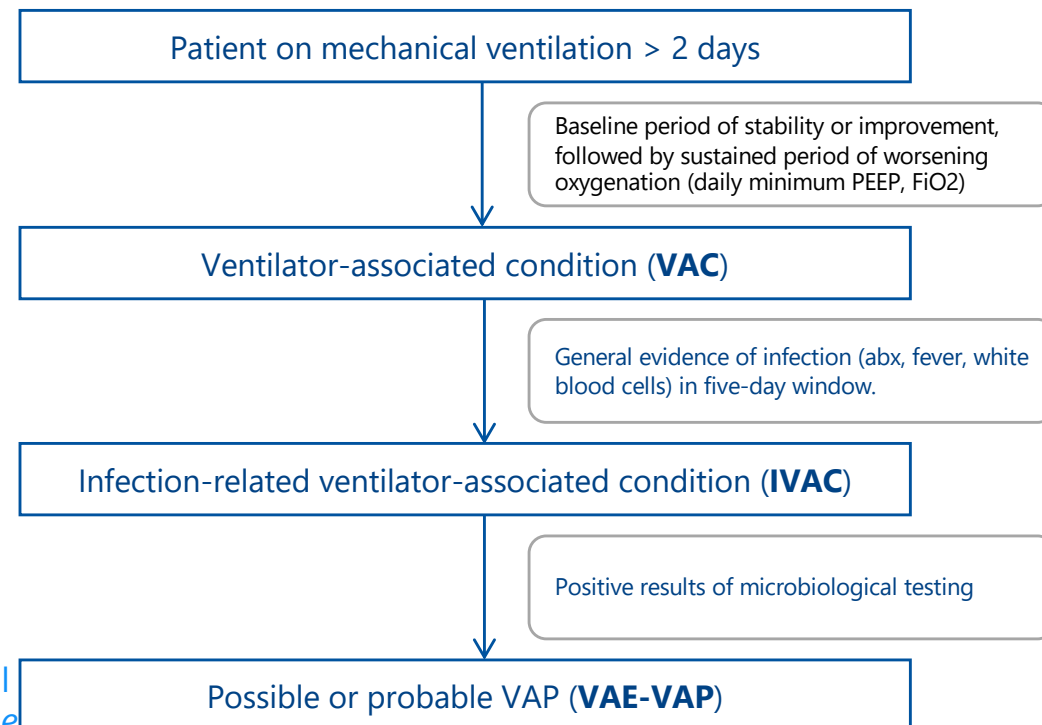 Patient on mechanical ventilation > 2 days
Baseline period of stability or improvement,
followed by sustained period of worsening
oxygenation (daily minimum PEEP, FiO2)
Ventilator-associated condition (VAC)
General evidence of infection (abx, fever, white
blood cells) in five-day window.
Infection-related ventilator-associated condition (IVAC)
Positive results of microbiological testing
Possible or probable VAP (VAE-VAP)